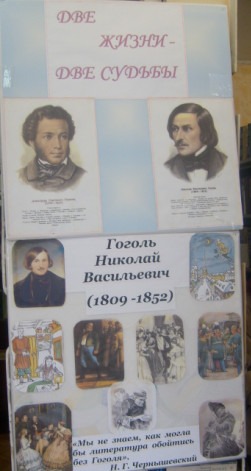 ДВЕ
ЖИЗНИ –
ДВЕ СУДЬБЫ
Гоголь
Николай
Васильевич
(1809 -1852)
«Мы не знаем, как могла
бы литература обойтись
без Гоголя»,
Н. Г. Чернышевский